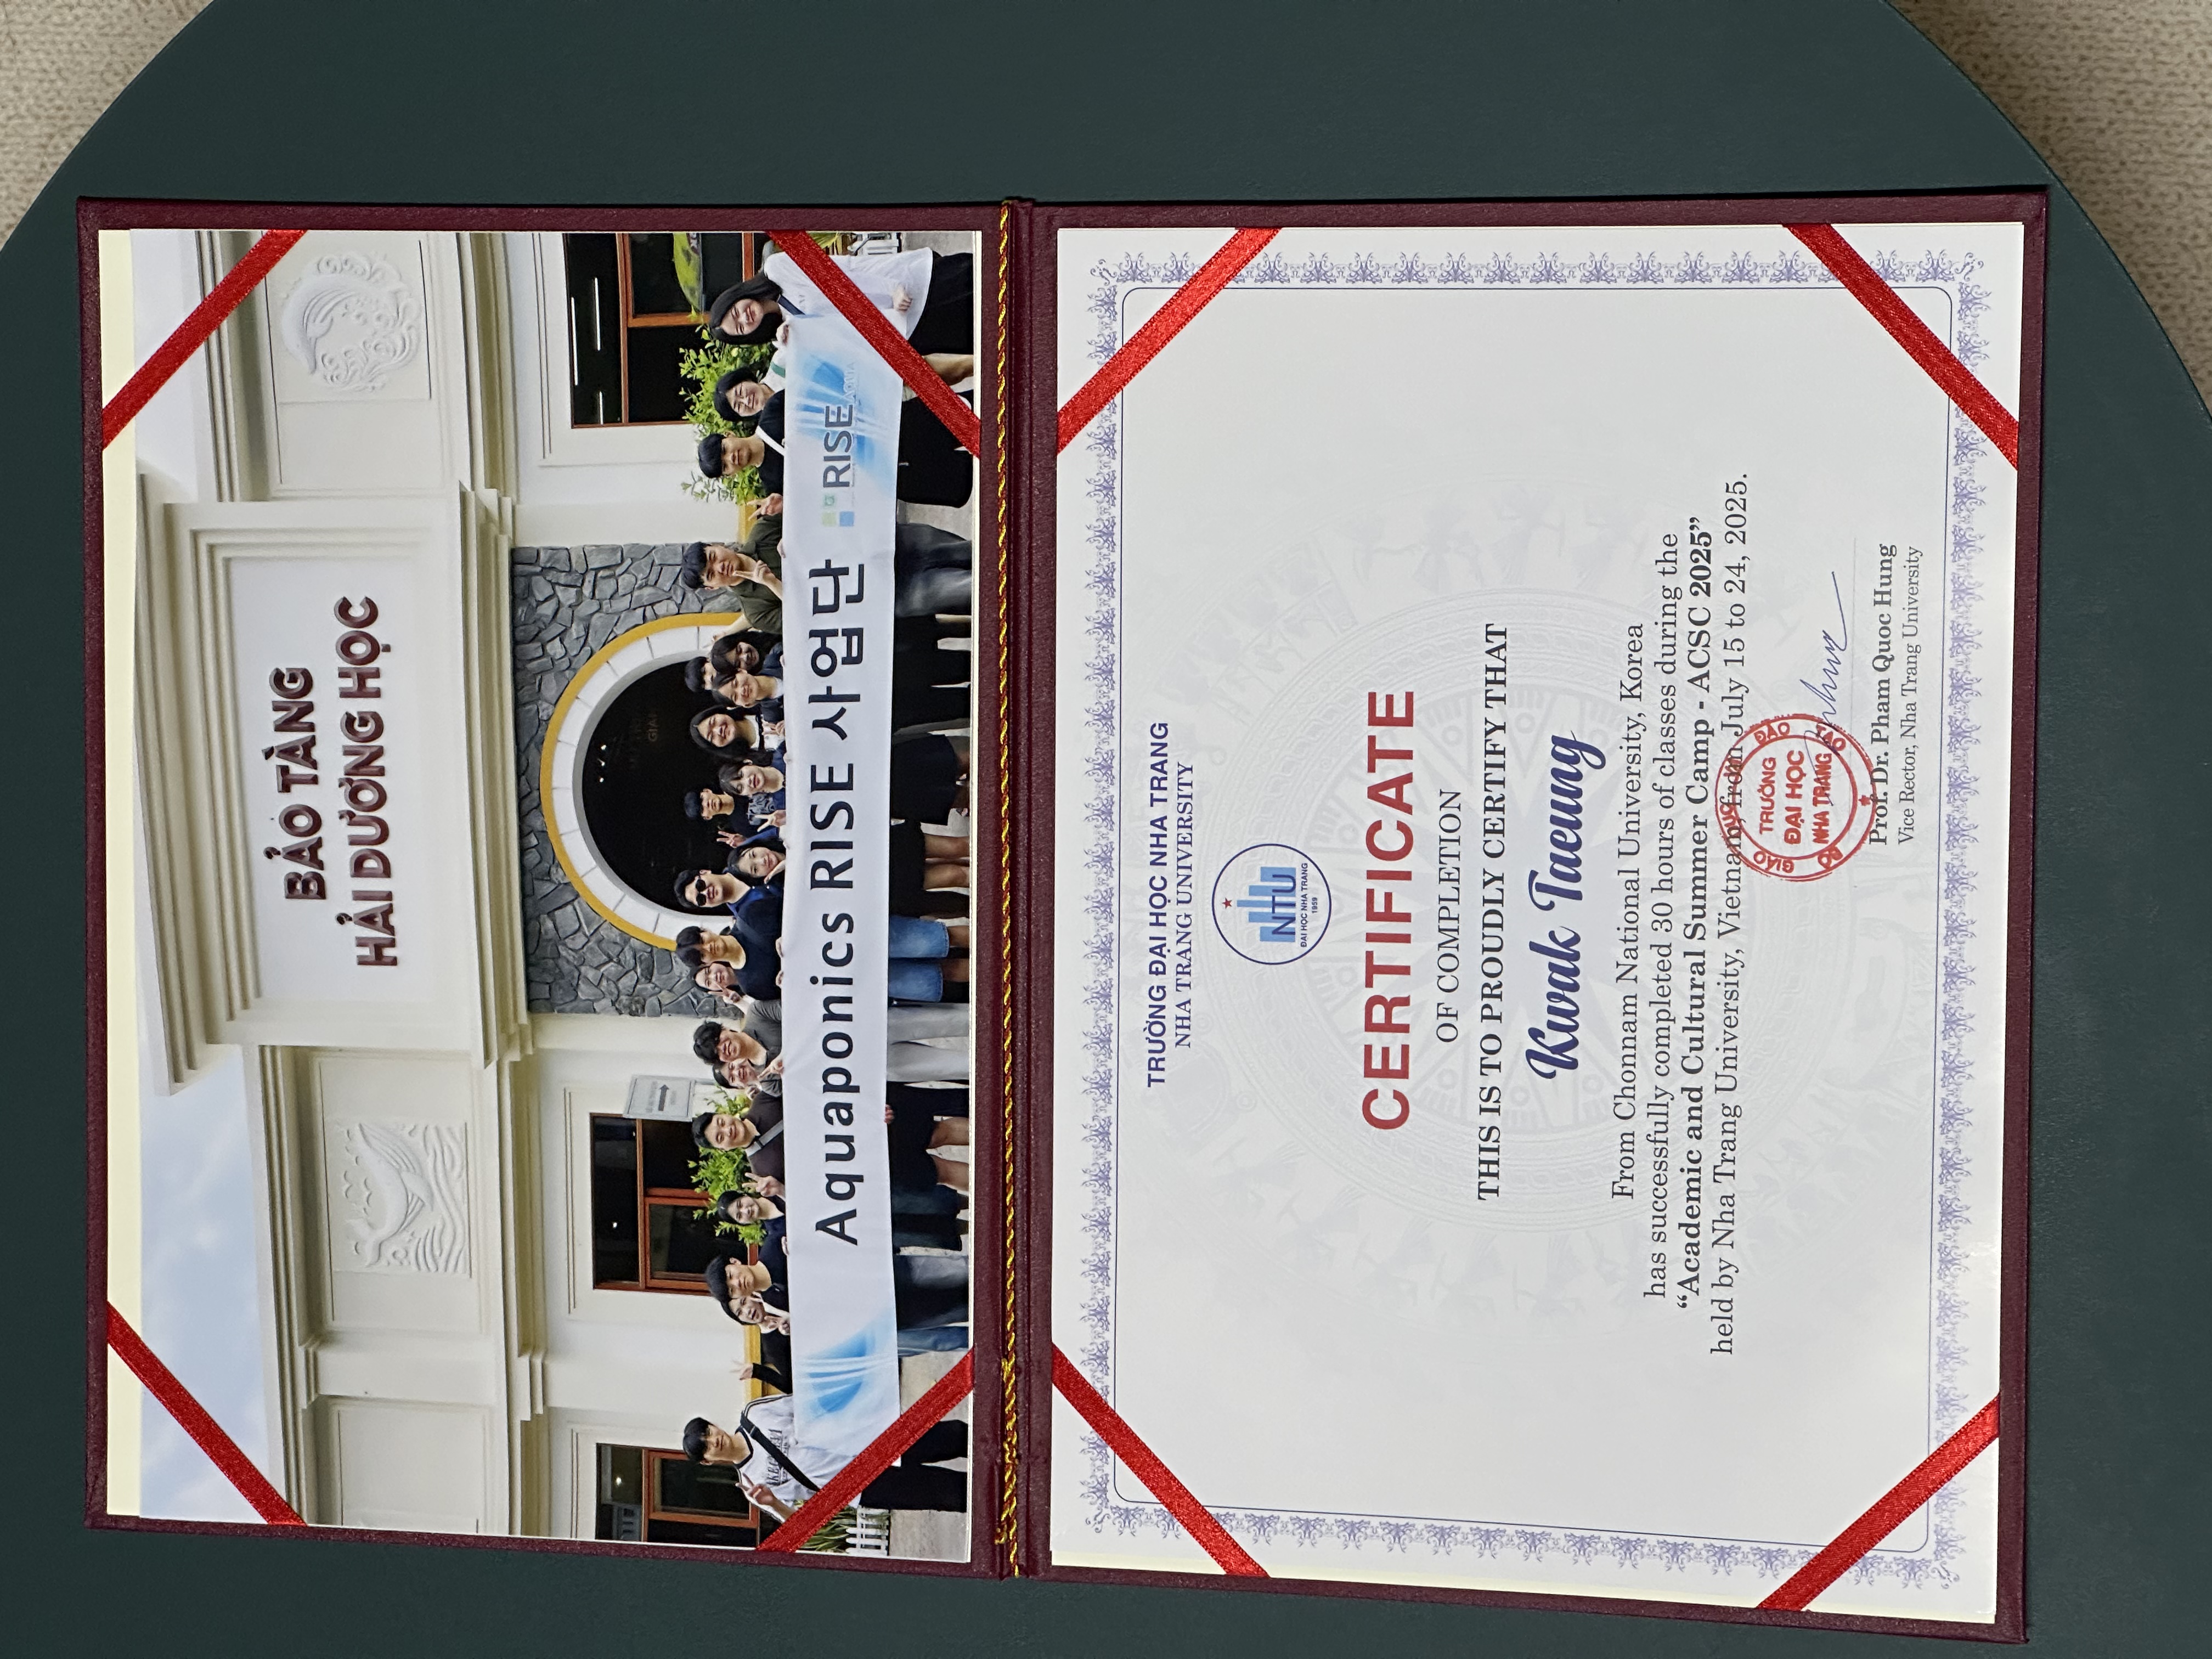 BẢO TÀNG
HẢI DƯƠNG HỌC
Aquaponics RISE 사업단
RISE
TRƯỜNG ĐẠI HỌC NHA TRANG
NHA TRANG UNIVERSITY
NTU
ĐẠI HỌC NHA TRANG
1959
CERTIFICATE
OF COMPLETION
THIS IS TO PROUDLY CERTIFY THAT
Kwak Taeung
From Chonnam National University, Korea
has successfully completed 30 hours of classes during the
“Academic and Cultural Summer Camp - ACSC 2025”
held by Nha Trang University, Vietnam, from July 15 to 24, 2025.
BỘ GIÁO DỤC ĐÀO TẠO
TRƯỜNG
ĐẠI HỌC
NHA TRANG
Prof. Dr. Pham Quoc Hung
Vice Rector, Nha Trang University